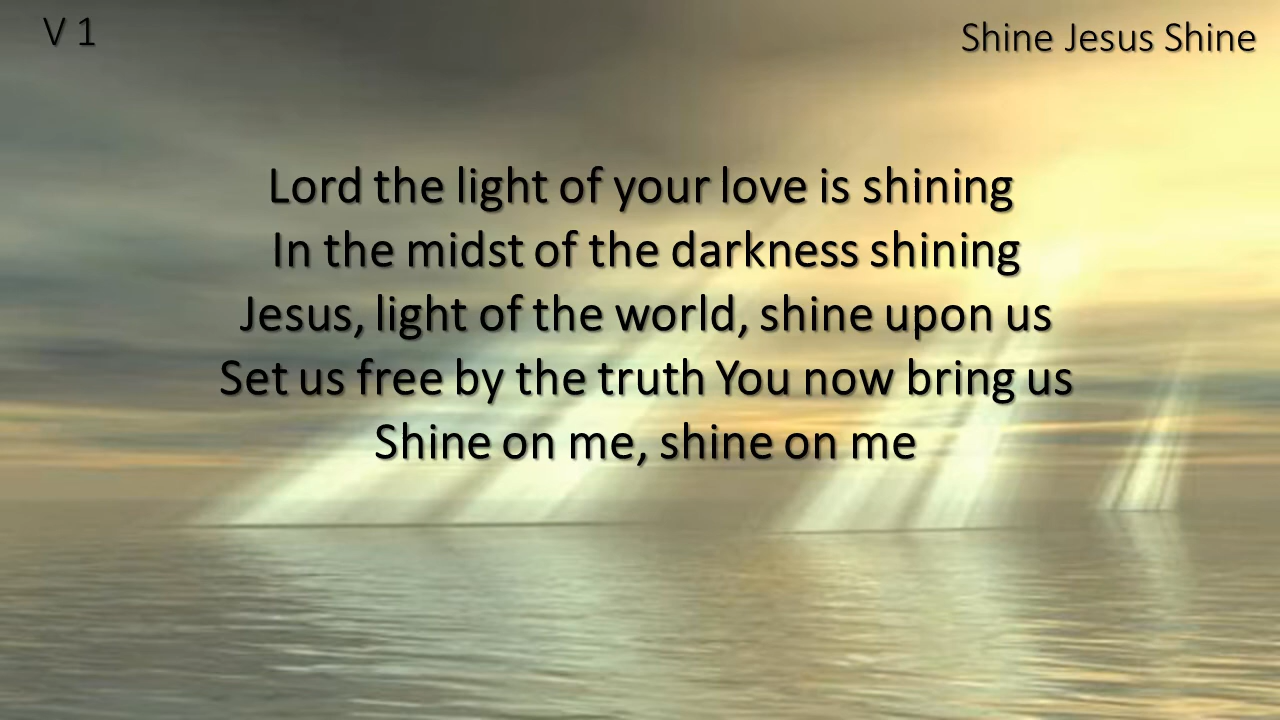 V 1
Shine Jesus Shine
Lord the light of your love is shining
In the midst of the darkness shining
Jesus, light of the world, shine upon us
Set us free by the truth You now bring us
Shine on me, shine on me